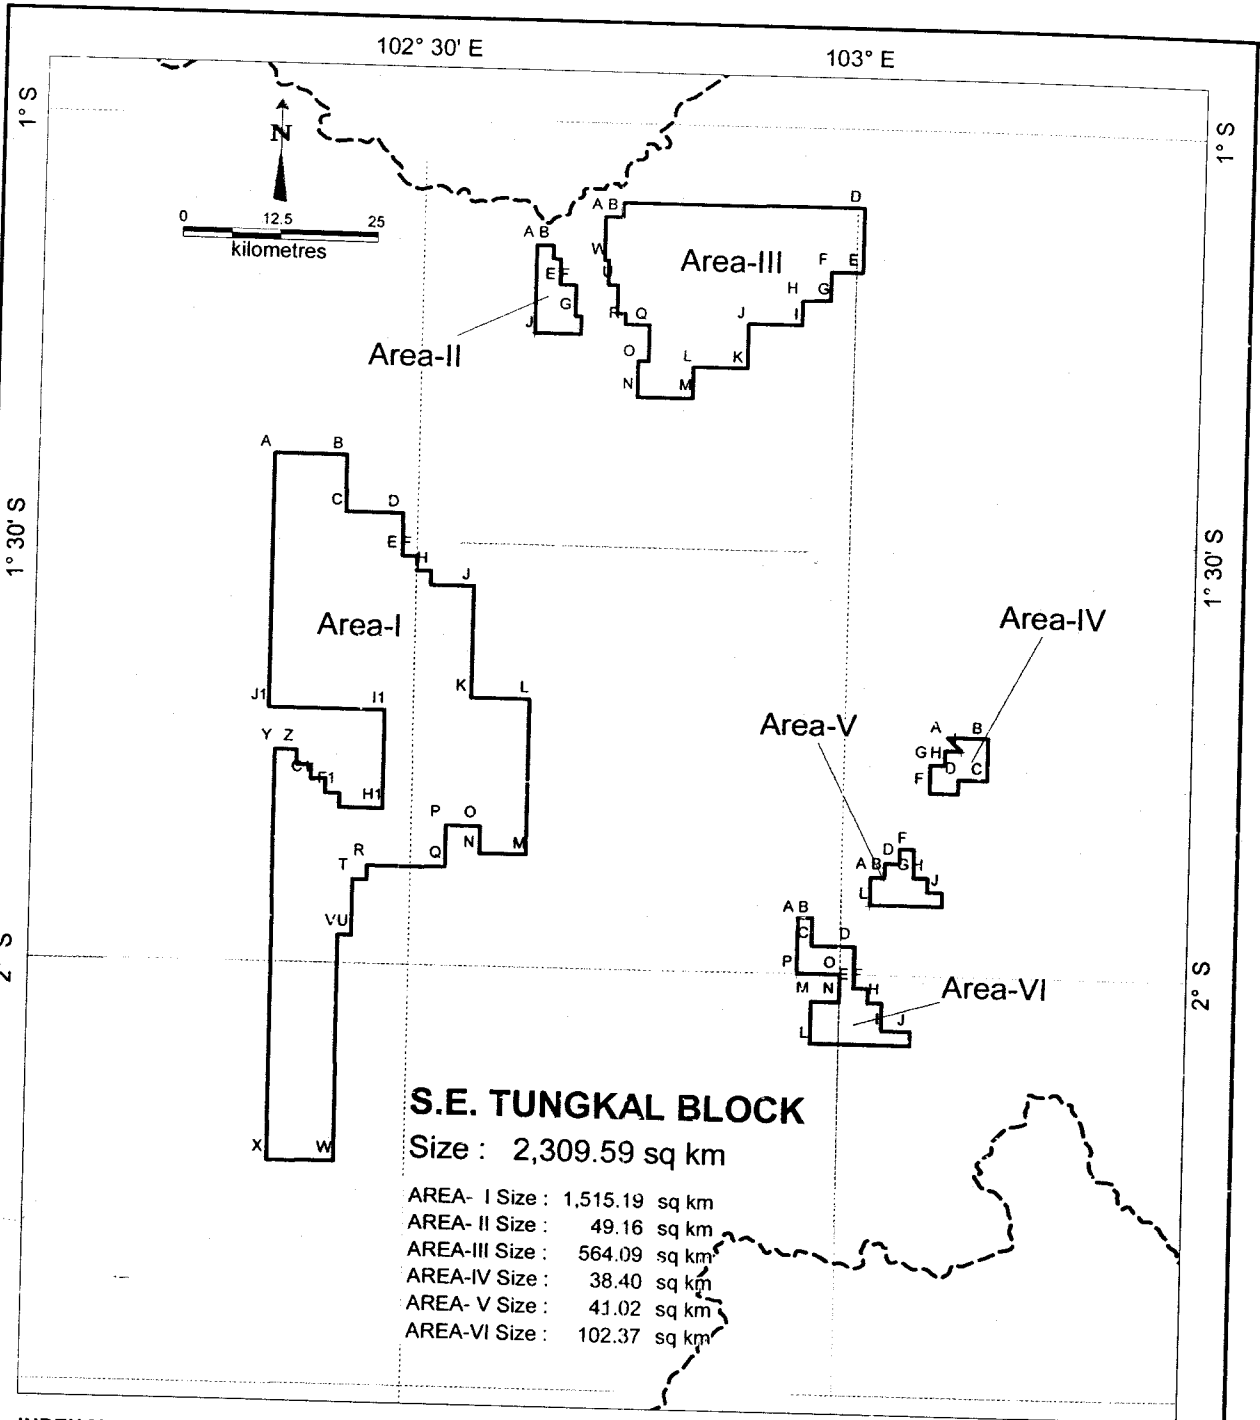 102° 30' E
103° E
1° S
1° S
N
0 12.5 25
kilometres
D
A B
A B
W
Area-III
F E
E F
U
H G
G
J
R Q
J I
Area-II
O
L K
N
M
A B
C D
1° 30' S
1° 30' S
E F
H
J
Area-I
Area-IV
J1 I1
K L
Area-V
A B
Y Z
G H
D C
F
C1
F1
H1
P O
Q N M
R
T
F
D
A B G H
J
L
V U
A B
C D
2° S
P O
E F
M N H
Area-VI
I J
L
X W
S.E. TUNGKAL BLOCK
Size : 2,309.59 sq km
AREA- I Size : 1,515.19 sq km
AREA- II Size : 49.16 sq km
AREA-III Size : 564.09 sq km
AREA-IV Size : 38.40 sq km
AREA- V Size : 41.02 sq km
AREA-VI Size : 102.37 sq km